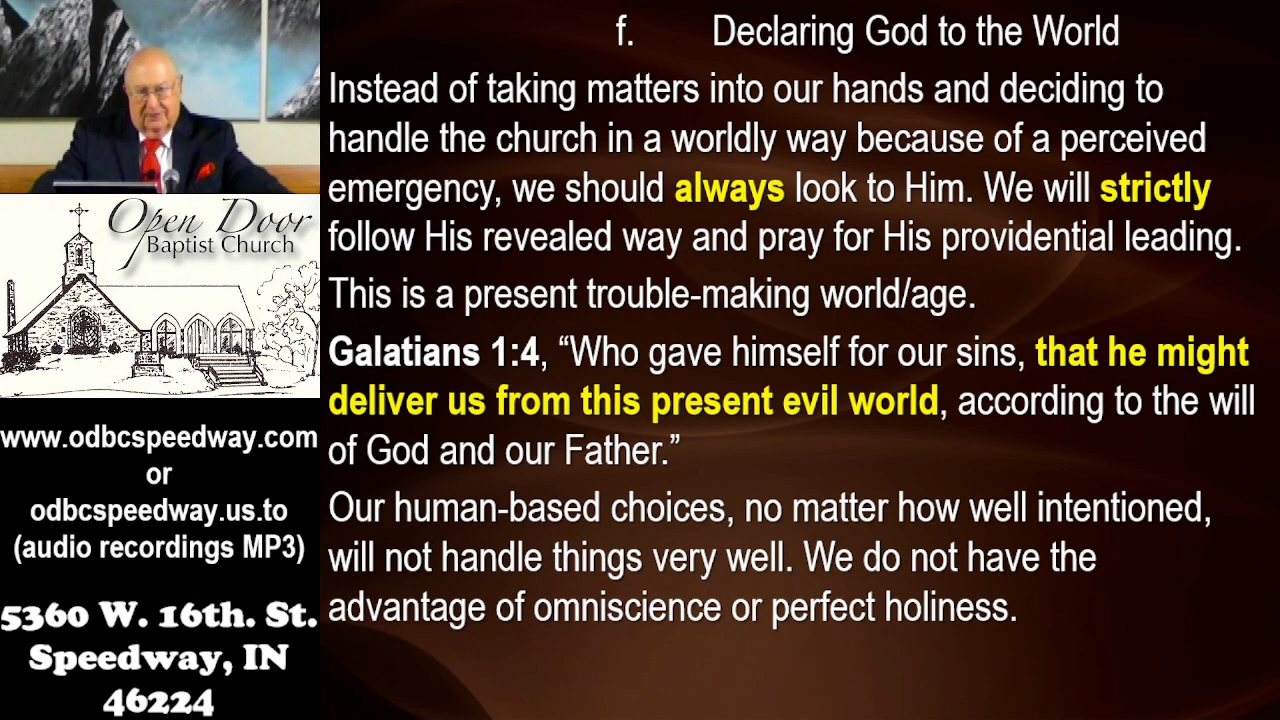 f. Declaring God to the World
Instead of taking matters into our hands and deciding to
handle the church in a worldly way because of a perceived
emergency, we should always look to Him. We will strictly
follow His revealed way and pray for His providential leading.
This is a present trouble-making world/age.
Galatians 1:4, “Who gave himself for our sins, that he might
deliver us from this present evil world, according to the will
of God and our Father.”
Our human-based choices, no matter how well intentioned,
will not handle things very well. We do not have the
advantage of omniscience or perfect holiness.
Open Door
Baptist Church
www.odbcspeedway.com
or
odbcspeedway.us.to
(audio recordings MP3)
5360 W. 16th. St.
Speedway, IN
46224